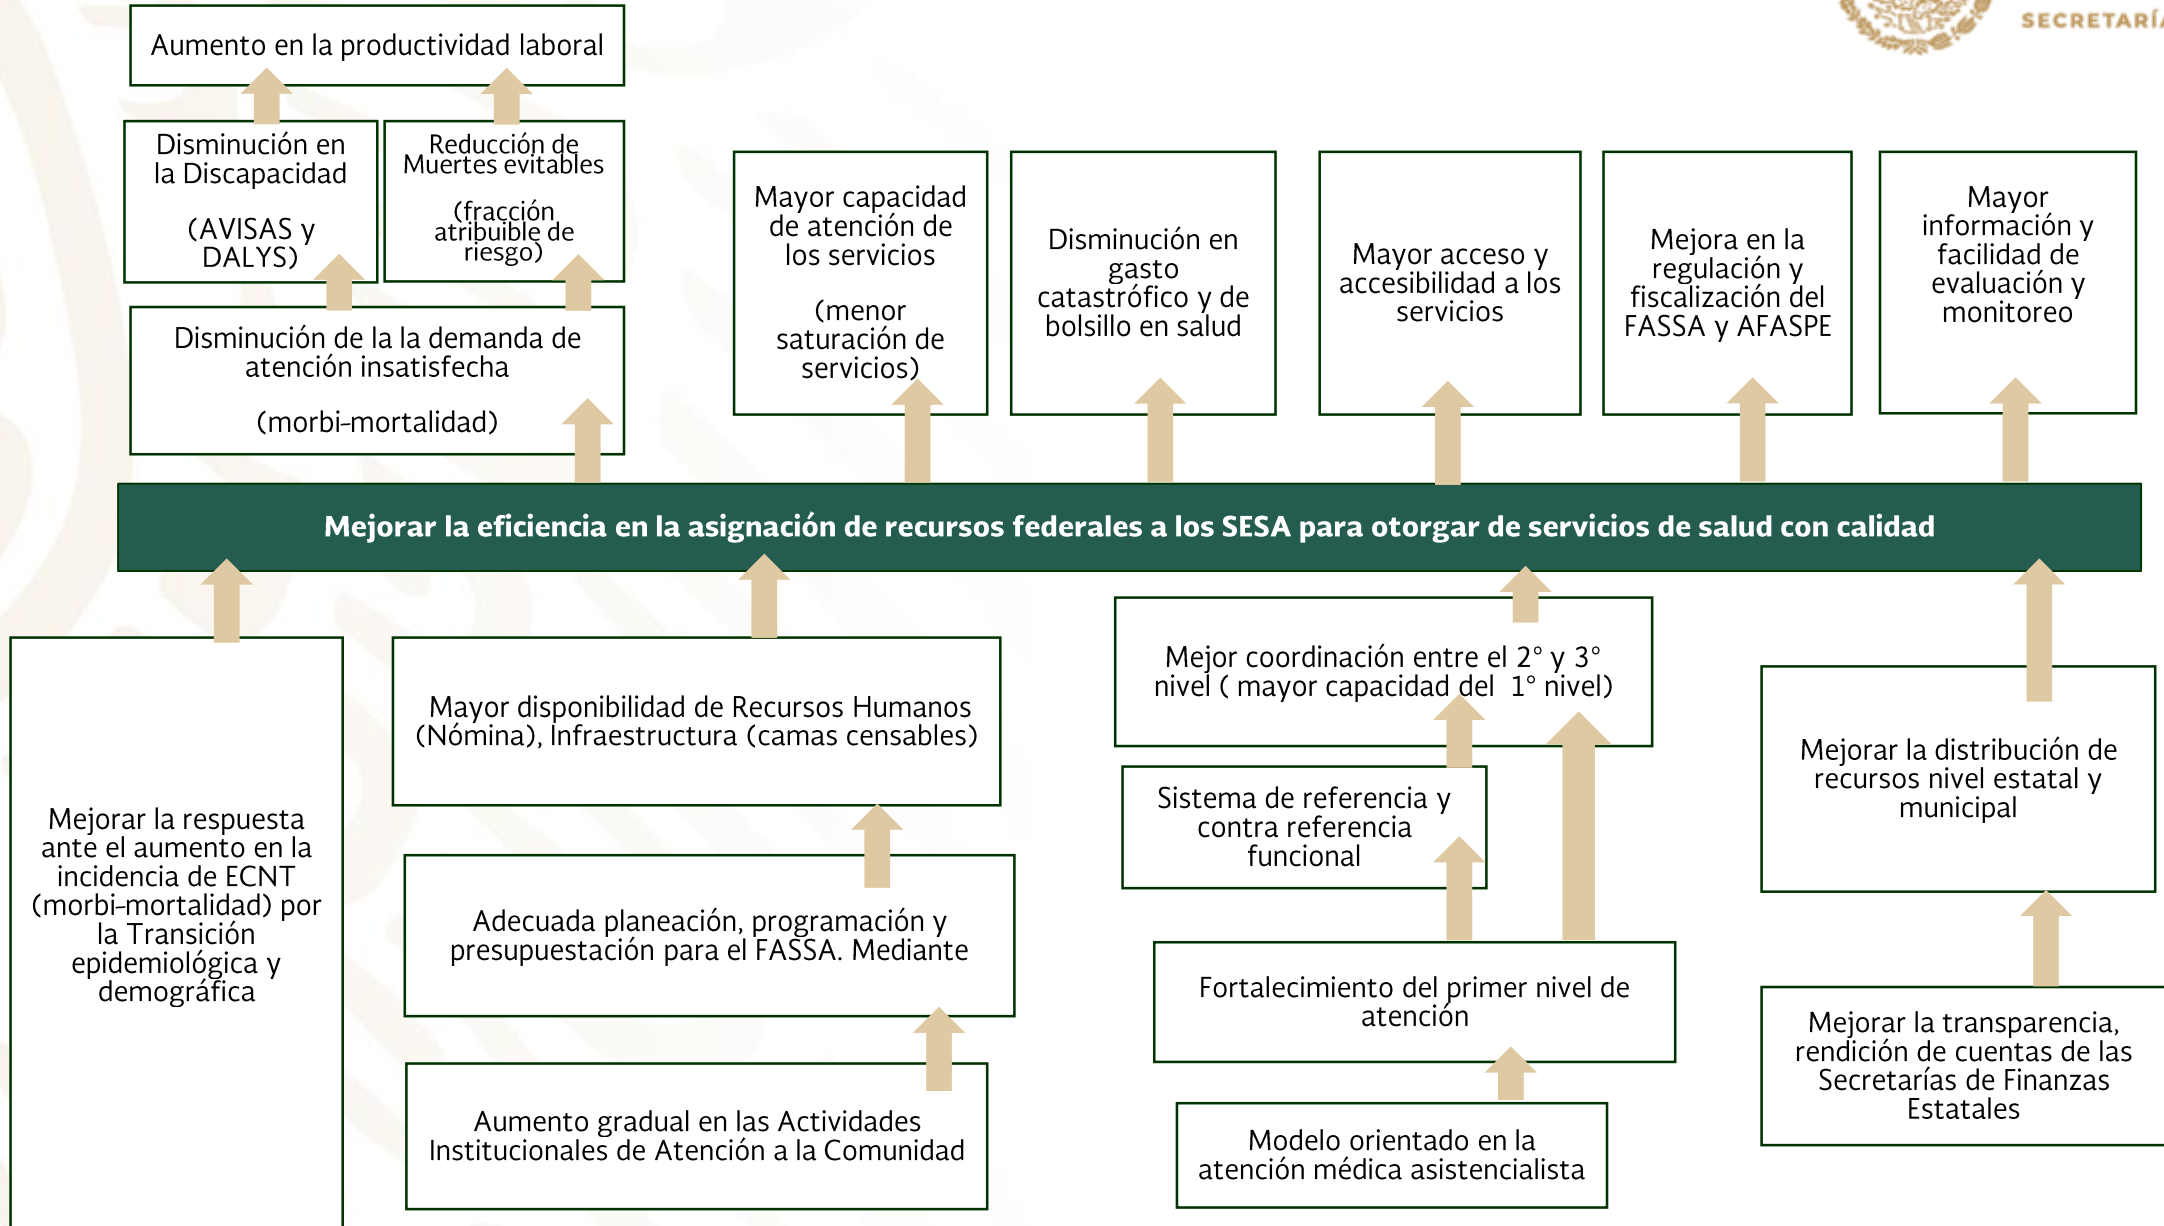 SECRETARÍA
Aumento en la productividad laboral
Disminución en
la Discapacidad
(AVISAS y
DALYS)
Reducción de
Muertes evitables
(fracción
atribuible de
riesgo)
Disminución de la la demanda de
atención insatisfecha
(morbi-mortalidad)
Mayor capacidad
de atención de
los servicios
(menor
saturación de
servicios)
Disminución en
gasto
catastrófico y de
bolsillo en salud
Mayor acceso y
accesibilidad a los
servicios
Mejora en la
regulación y
fiscalización del
FASSA y AFASPE
Mayor
información y
facilidad de
evaluación y
monitoreo
Mejorar la eficiencia en la asignación de recursos federales a los SESA para otorgar de servicios de salud con calidad
Mejorar la respuesta
ante el aumento en la
incidencia de ECNT
(morbi-mortalidad) por
la Transición
epidemiológica y
demográfica
Mayor disponibilidad de Recursos Humanos
(Nómina), Infraestructura (camas censables)
Adecuada planeación, programación y
presupuestación para el FASSA. Mediante
Aumento gradual en las Actividades
Institucionales de Atención a la Comunidad
Mejor coordinación entre el 2° y 3°
nivel ( mayor capacidad del 1° nivel)
Sistema de referencia y
contra referencia
funcional
Fortalecimiento del primer nivel de
atención
Modelo orientado en la
atención médica asistencialista
Mejorar la distribución de
recursos nivel estatal y
municipal
Mejorar la transparencia,
rendición de cuentas de las
Secretarías de Finanzas
Estatales